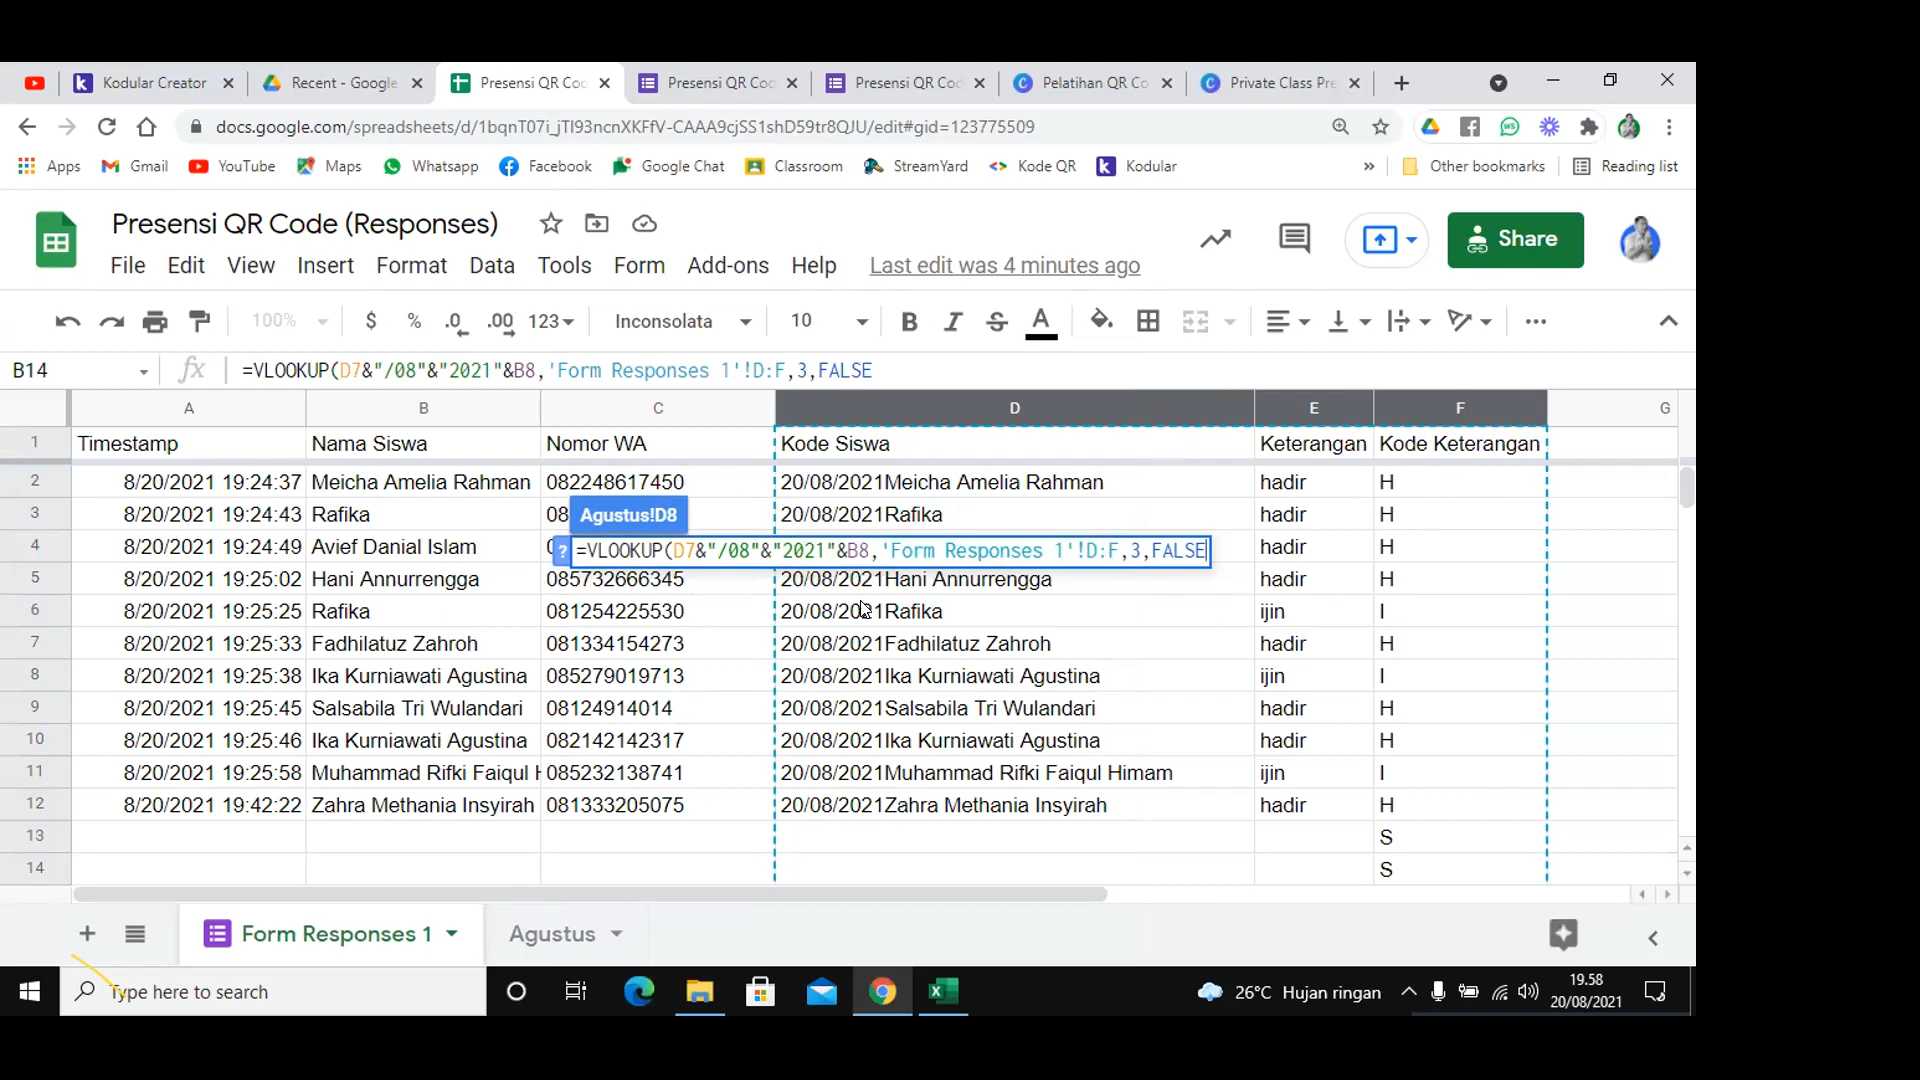 Kodular Creator
Recent - Google
Presensi QR Co
Presensi QR Co
Presensi QR Co
Pelatihan QR Co
Private Class Pre
docs.google.com/spreadsheets/d/1bqnT07i_jTI93ncnXKFfV-CAAA9cjSS1shD59tr8QJU/edit#gid=123775509
Apps Gmail YouTube Maps Whatsapp Facebook Google Chat Classroom StreamYard Kode QR Kodular » Other bookmarks Reading list
Presensi QR Code (Responses)
File Edit View Insert Format Data Tools Form Add-ons Help Last edit was 4 minutes ago
Share
100% $ % .0 .00 123 Inconsolata 10 B I S A
B14 fx =VLOOKUP(D7&"/08"&"2021"&B8,'Form Responses 1'!D:F,3,FALSE
A B C D E F G
1 Timestamp Nama Siswa Nomor WA Kode Siswa Keterangan Kode Keterangan
2 8/20/2021 19:24:37 Meicha Amelia Rahman 082248617450 20/08/2021Meicha Amelia Rahman hadir H
3 8/20/2021 19:24:43 Rafika 08 20/08/2021Rafika hadir H
Agustus!D8
4 8/20/2021 19:24:49 Avief Danial Islam hadir H
? =VLOOKUP(D7&"/08"&"2021"&B8,'Form Responses 1'!D:F,3,FALSE
5 8/20/2021 19:25:02 Hani Annurrengga 085732666345 20/08/2021Hani Annurrengga hadir H
6 8/20/2021 19:25:25 Rafika 081254225530 20/08/2021Rafika ijin I
7 8/20/2021 19:25:33 Fadhilatuz Zahroh 081334154273 20/08/2021Fadhilatuz Zahroh hadir H
8 8/20/2021 19:25:38 Ika Kurniawati Agustina 085279019713 20/08/2021Ika Kurniawati Agustina ijin I
9 8/20/2021 19:25:45 Salsabila Tri Wulandari 08124914014 20/08/2021Salsabila Tri Wulandari hadir H
10 8/20/2021 19:25:46 Ika Kurniawati Agustina 082142142317 20/08/2021Ika Kurniawati Agustina hadir H
11 8/20/2021 19:25:58 Muhammad Rifki Faiqul H 085232138741 20/08/2021Muhammad Rifki Faiqul Himam ijin I
12 8/20/2021 19:42:22 Zahra Methania Insyirah 081333205075 20/08/2021Zahra Methania Insyirah hadir H
13 S
14 S
Form Responses 1 Agustus
Type here to search
26°C Hujan ringan
19.58
20/08/2021